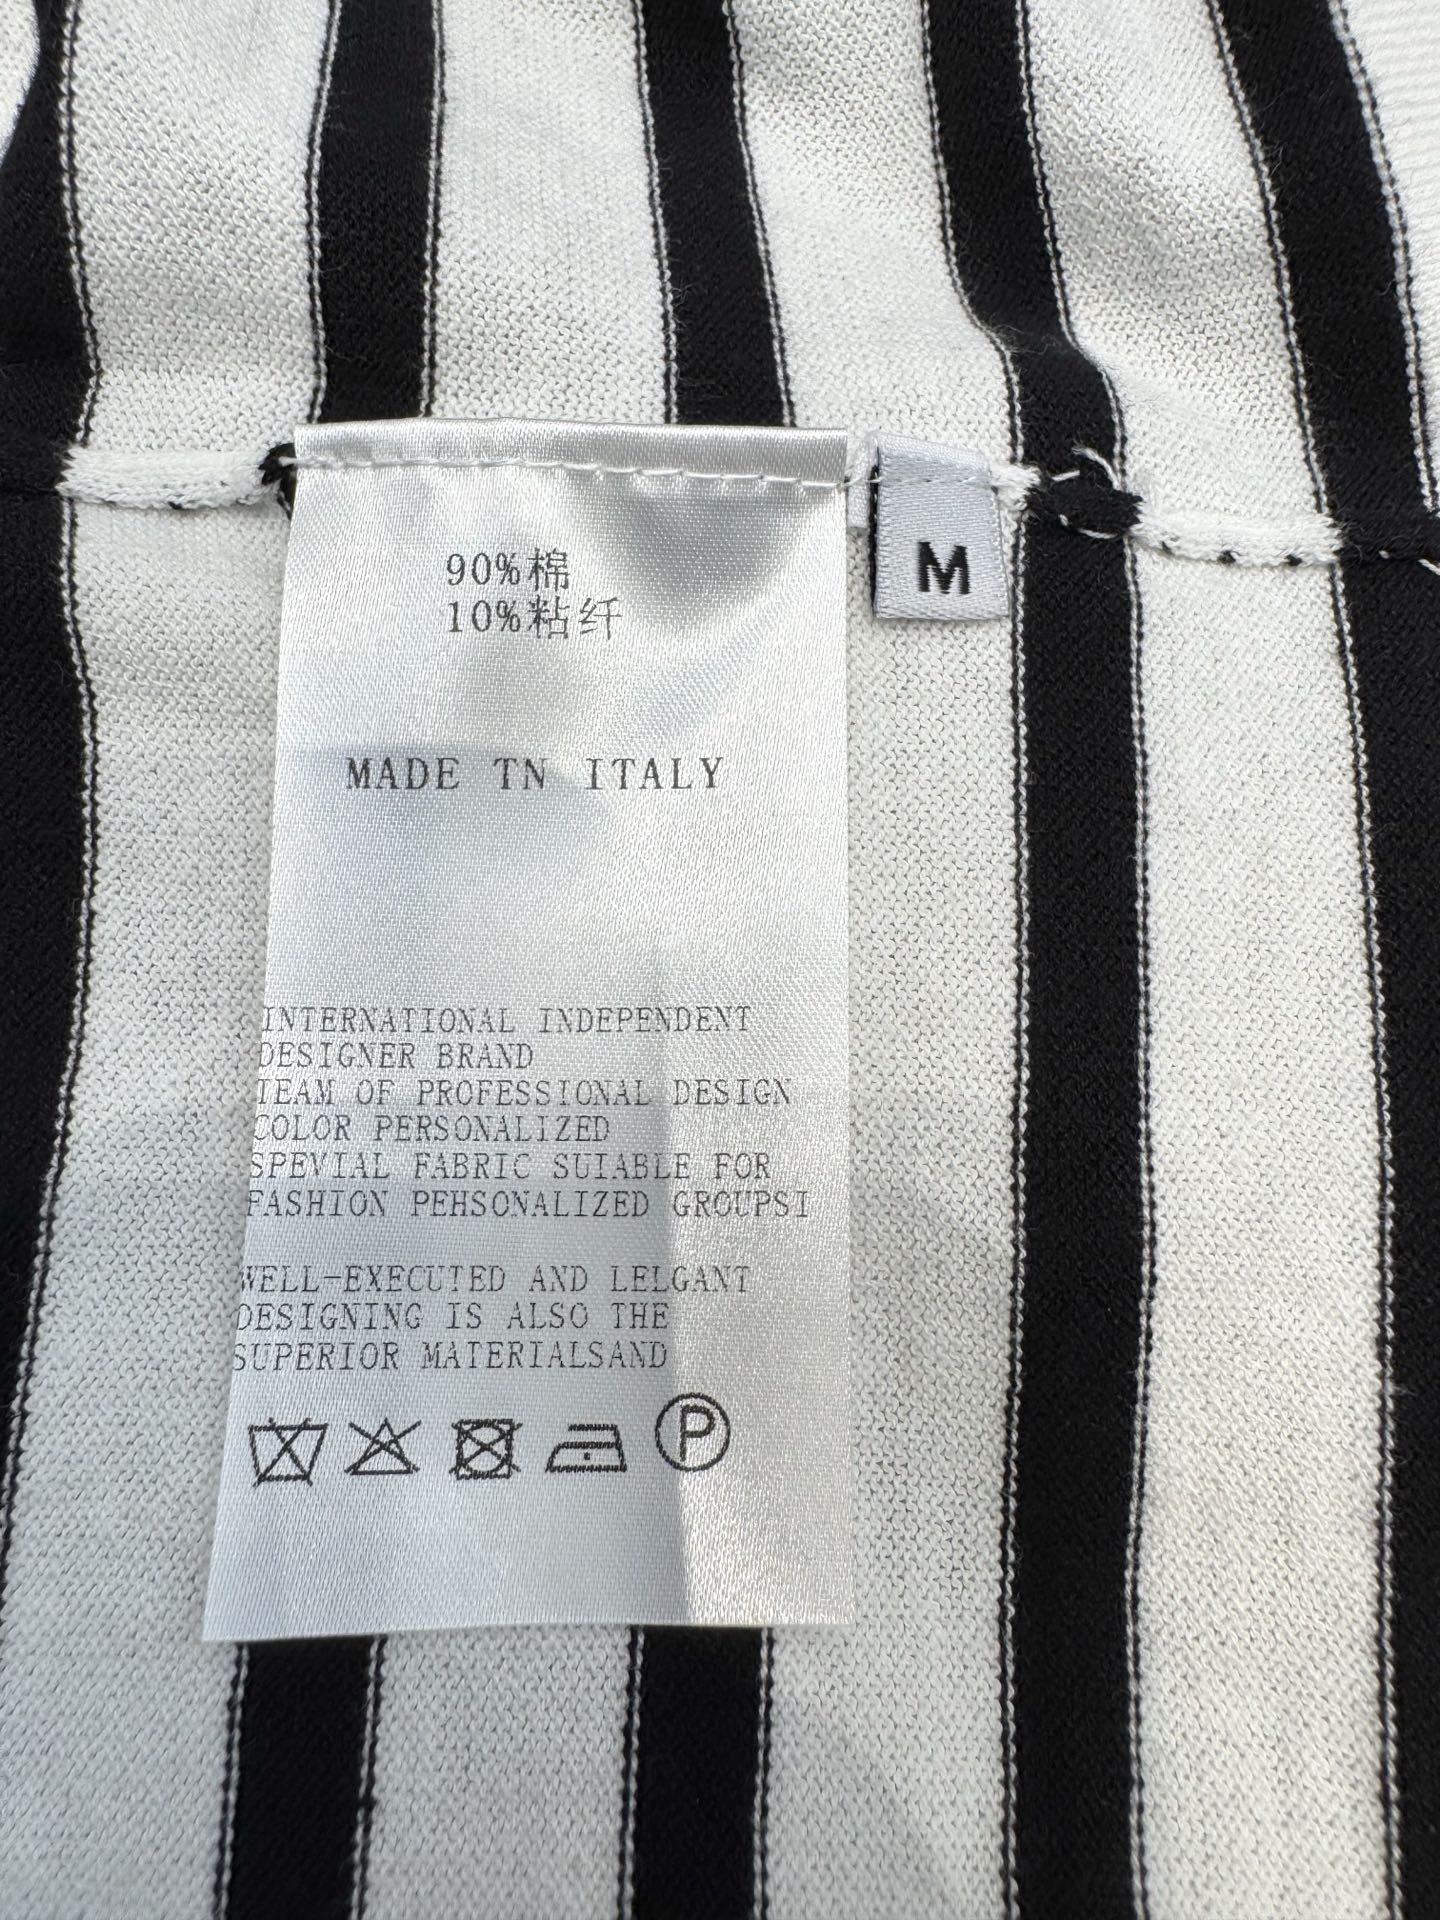 90%棉
10%粘纤
M
MADE TN ITALY
INTERNATIONAL INDEPENDENT
DESIGNER BRAND
TEAM OF PROFESSIONAL DESIGN
COLOR PERSONALIZED
SPEVIAL FABRIC SUIABLE FOR
FASHION PEHSONALIZED GROUPSI
WELL-EXECUTED AND LELGANT
DESIGNING IS ALSO THE
SUPERIOR MATERIALSAND
P